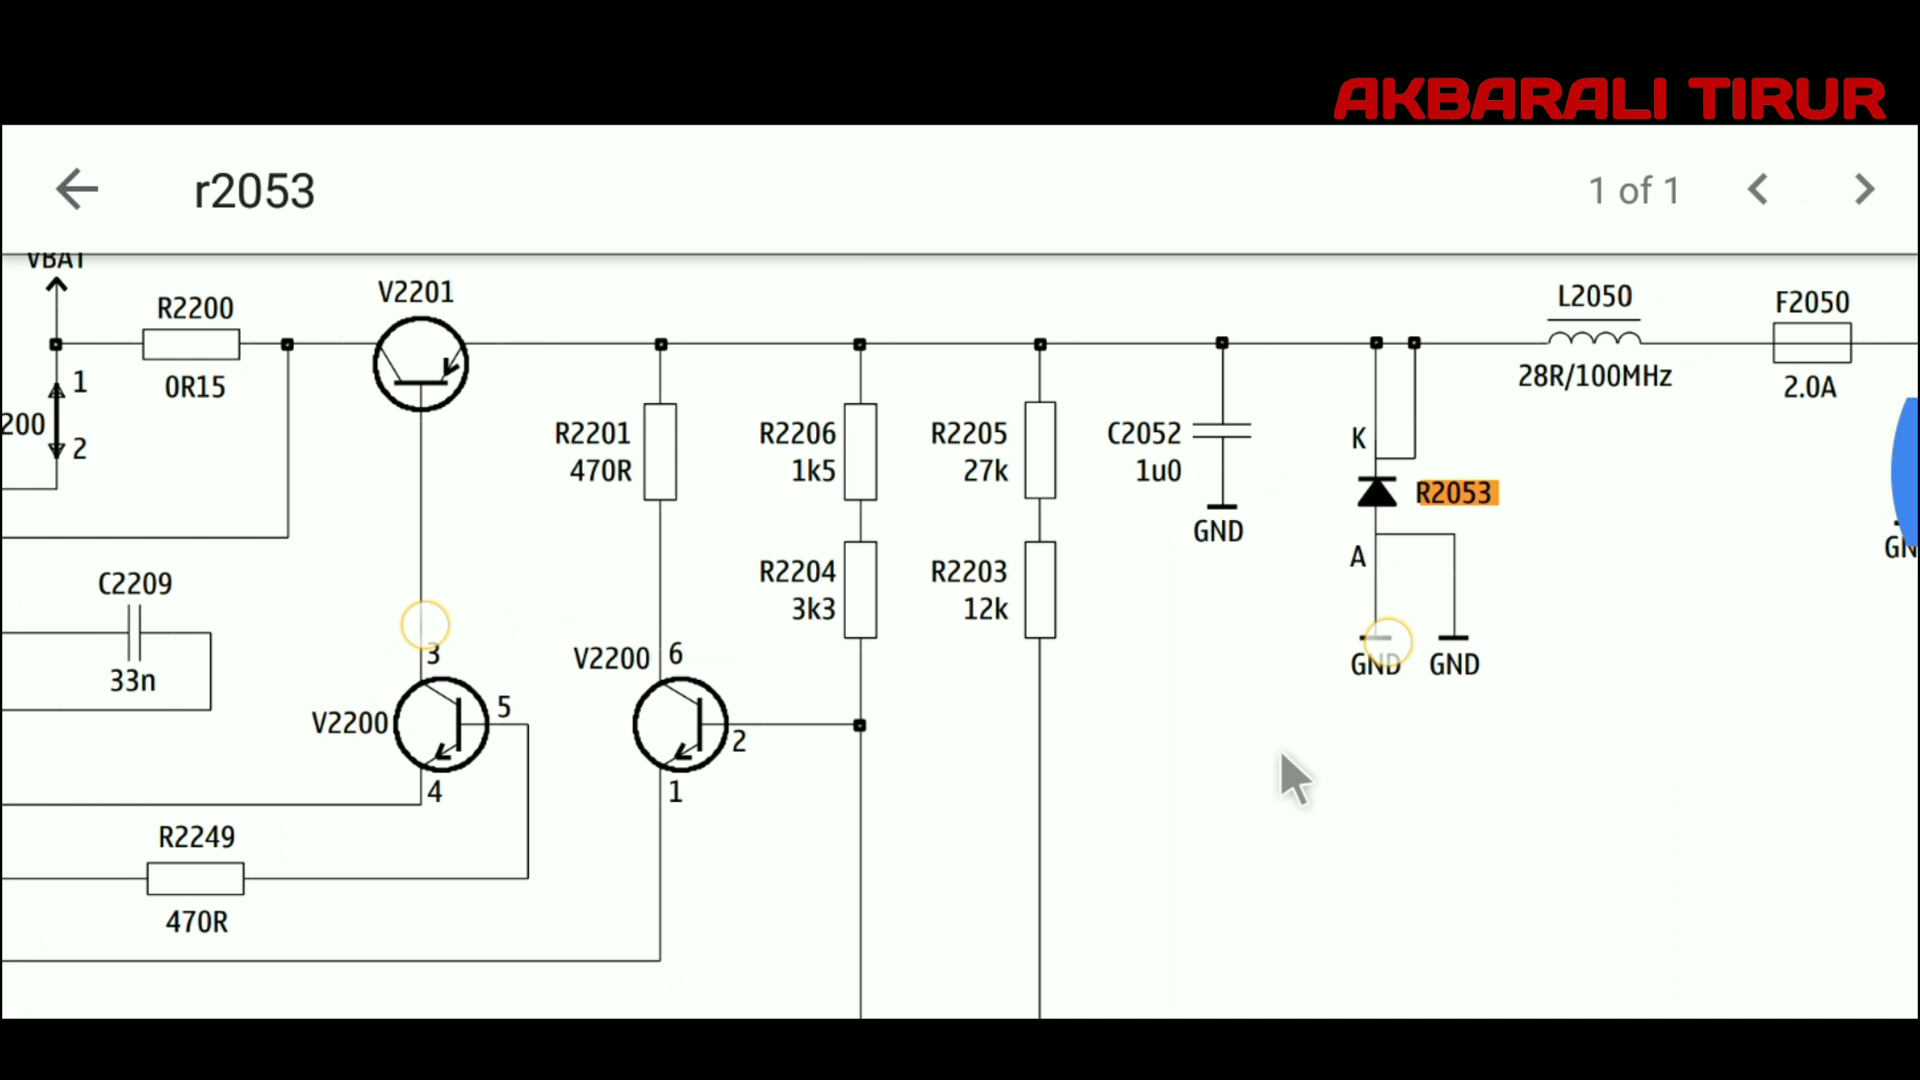 AKBARALI TIRUR
r2053
1 of 1
VBAT
R2200
0R15
V2201
L2050
28R/100MHz
F2050
2.0A
1
200
2
R2201
470R
R2206
1k5
R2205
27k
C2052
1u0
GND
K
R2053
A
C2209
33n
R2204
3k3
R2203
12k
GND
GND
3
V2200
5
4
V2200
6
2
1
R2249
470R